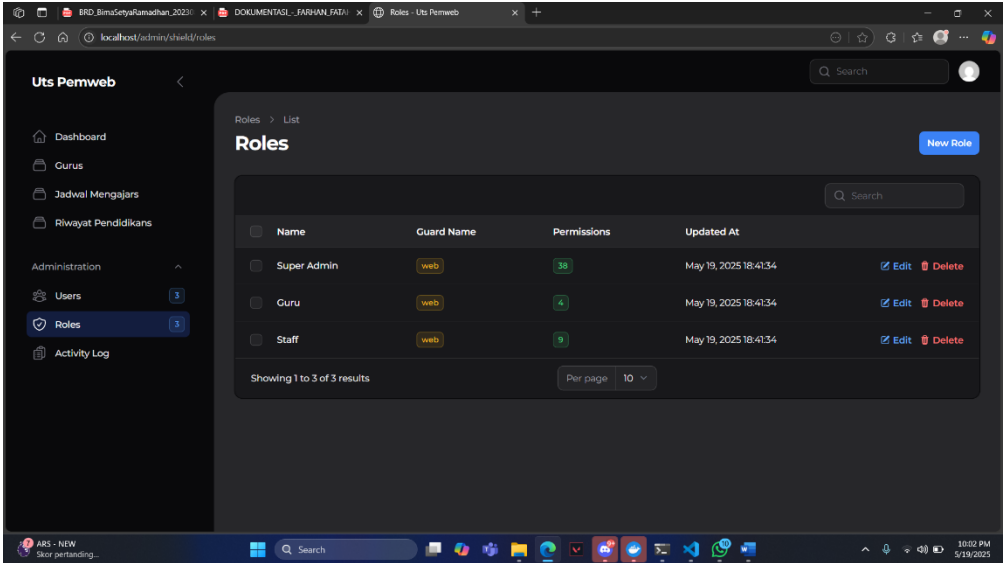 BRD_BimaSetyaRamadhan_20230
DOKUMENTASI_-_FARHAN_FATAH
Roles - Uts Pemweb
localhost/admin/shield/roles
Uts Pemweb
Search
Dashboard
Gurus
Jadwal Mengajars
Riwayat Pendidikans
Administration
Users 3
Roles 3
Activity Log
Roles > List
Roles
New Role
Search
Name Guard Name Permissions Updated At
Super Admin web 38 May 19, 2025 18:41:34 Edit Delete
Guru web 4 May 19, 2025 18:41:34 Edit Delete
Staff web 9 May 19, 2025 18:41:34 Edit Delete
Showing 1 to 3 of 3 results
Per page 10
ARS - NEW
Skor pertanding...
Search
10:02 PM
5/19/2025